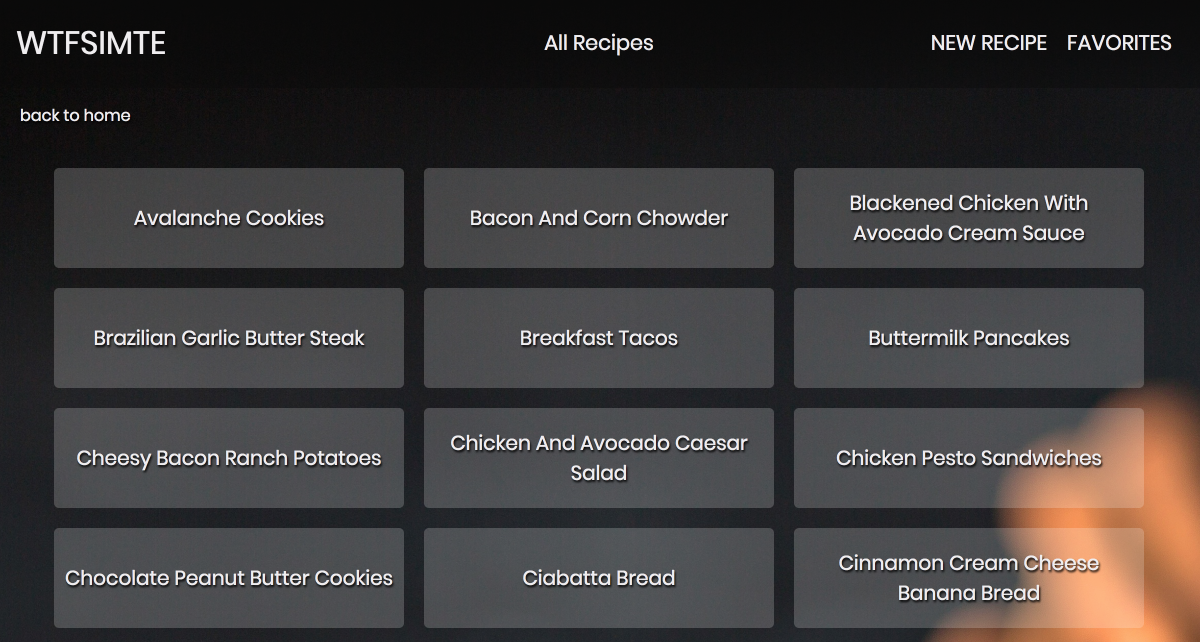 WTFSIMTE
All Recipes
NEW RECIPE
FAVORITES
back to home
Avalanche Cookies
Bacon And Corn Chowder
Blackened Chicken With
Avocado Cream Sauce
Brazilian Garlic Butter Steak
Breakfast Tacos
Buttermilk Pancakes
Cheesy Bacon Ranch Potatoes
Chicken And Avocado Caesar
Salad
Chicken Pesto Sandwiches
Chocolate Peanut Butter Cookies
Ciabatta Bread
Cinnamon Cream Cheese
Banana Bread